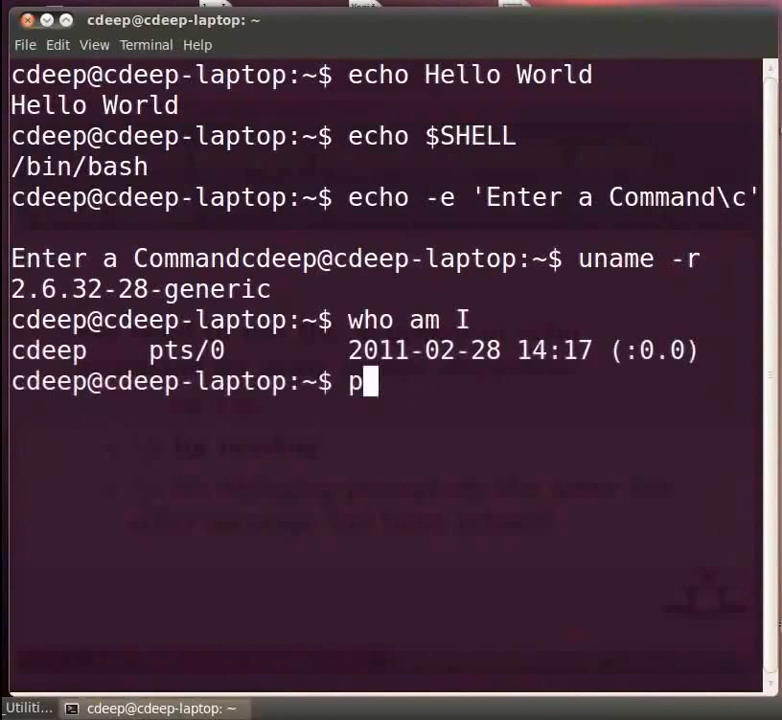 cdeep@cdeep-laptop: ~
File Edit View Terminal Help
cdeep@cdeep-laptop:~$ echo Hello World
Hello World
cdeep@cdeep-laptop:~$ echo $SHELL
/bin/bash
cdeep@cdeep-laptop:~$ echo -e 'Enter a Command\c'
Enter a Commandcdeep@cdeep-laptop:~$ uname -r
2.6.32-28-generic
cdeep@cdeep-laptop:~$ who am I
cdeep    pts/0        2011-02-28 14:17 (:0.0)
cdeep@cdeep-laptop:~$ p
_Utiliti... cdeep@cdeep-laptop: ~